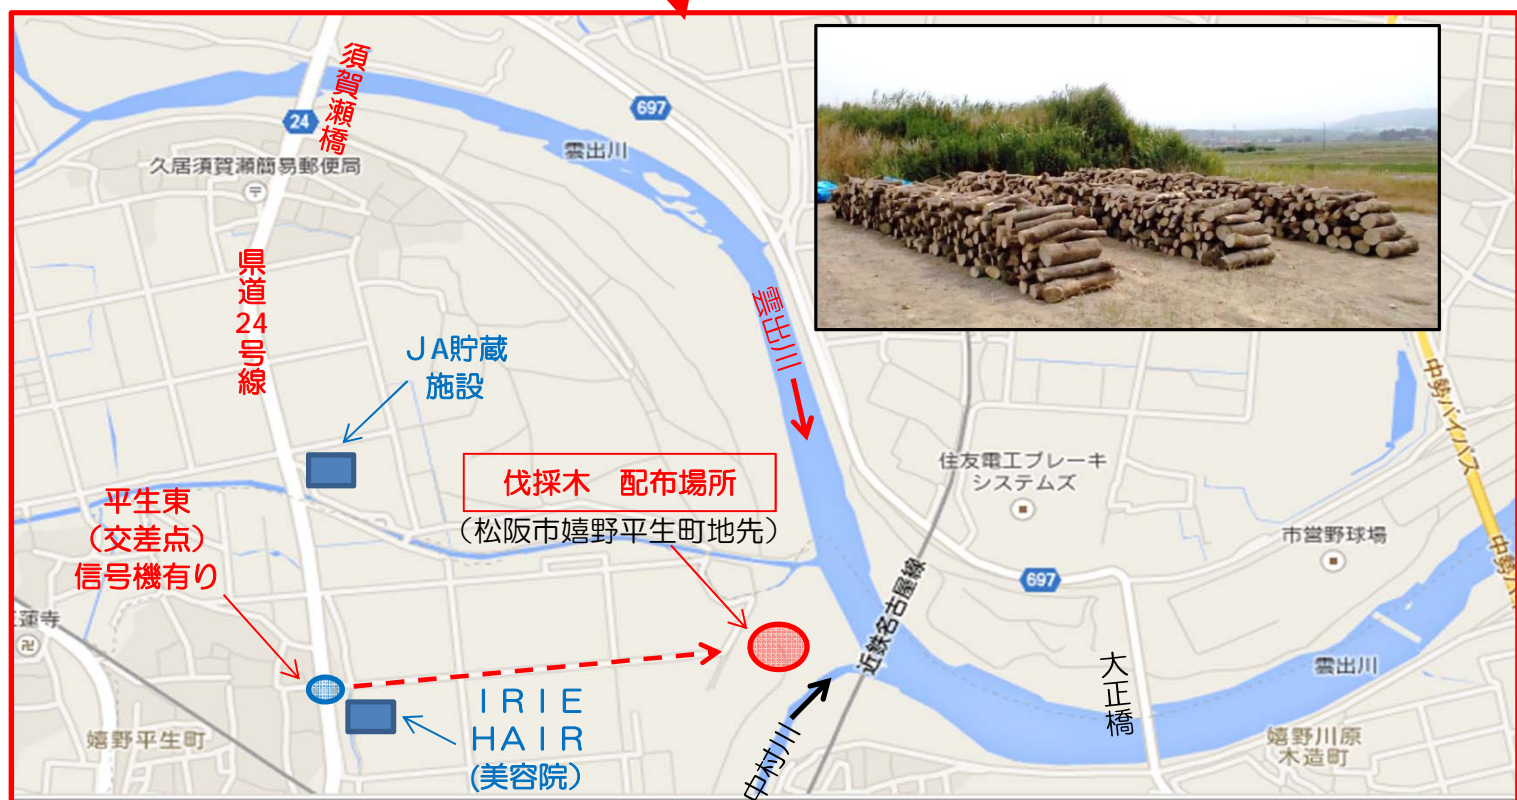 須賀瀬橋
24
697
雲出川
久居須賀瀬簡易郵便局
県道24号線
雲出川
JA貯蔵
施設
中勢バイパス
住友電工ブレーキ
システムズ
伐採木　配布場所
(松阪市嬉野平生町地先)
平生東
(交差点)
信号機有り
市営野球場
中勢バ
697
近鉄名古屋線
蓮寺
大正橋
雲出川
IRIE
HAIR
(美容院)
嬉野平生町
中村川
嬉野川原
木造町